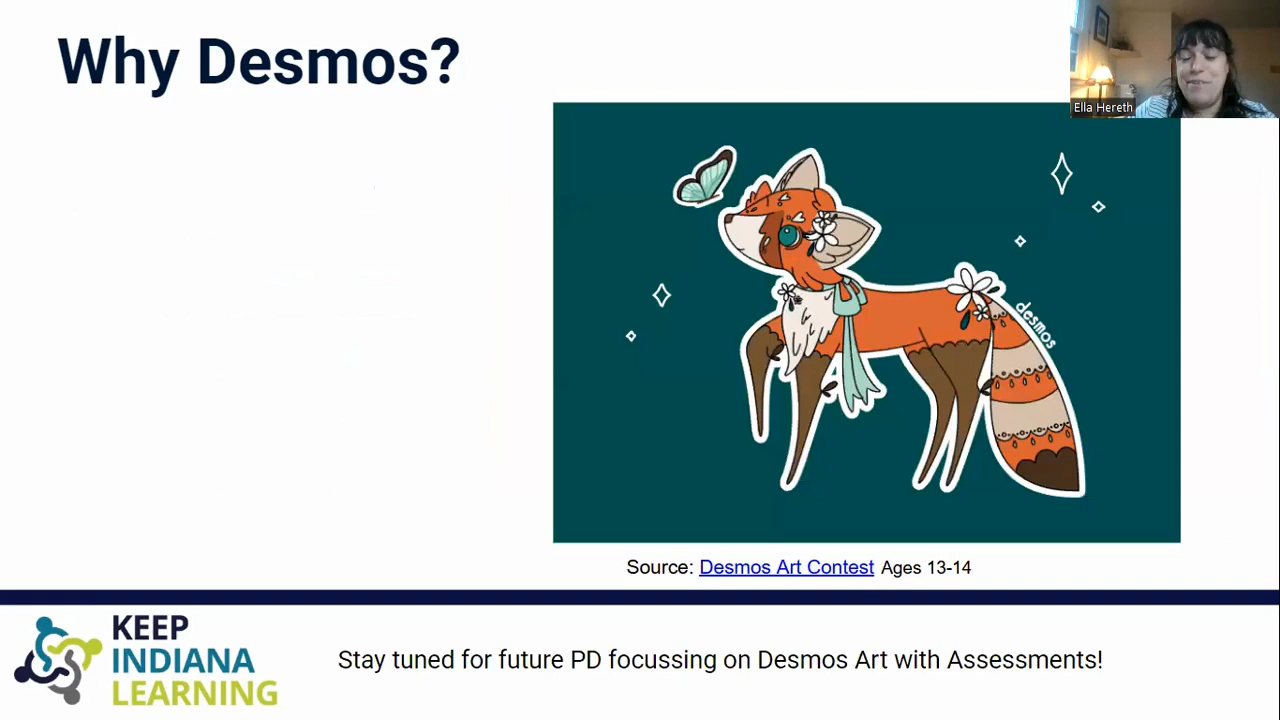 Why Desmos?
Ella Hereth
desmos
Source: Desmos Art Contest Ages 13-14
KEEP
INDIANA
LEARNING
Stay tuned for future PD focussing on Desmos Art with Assessments!